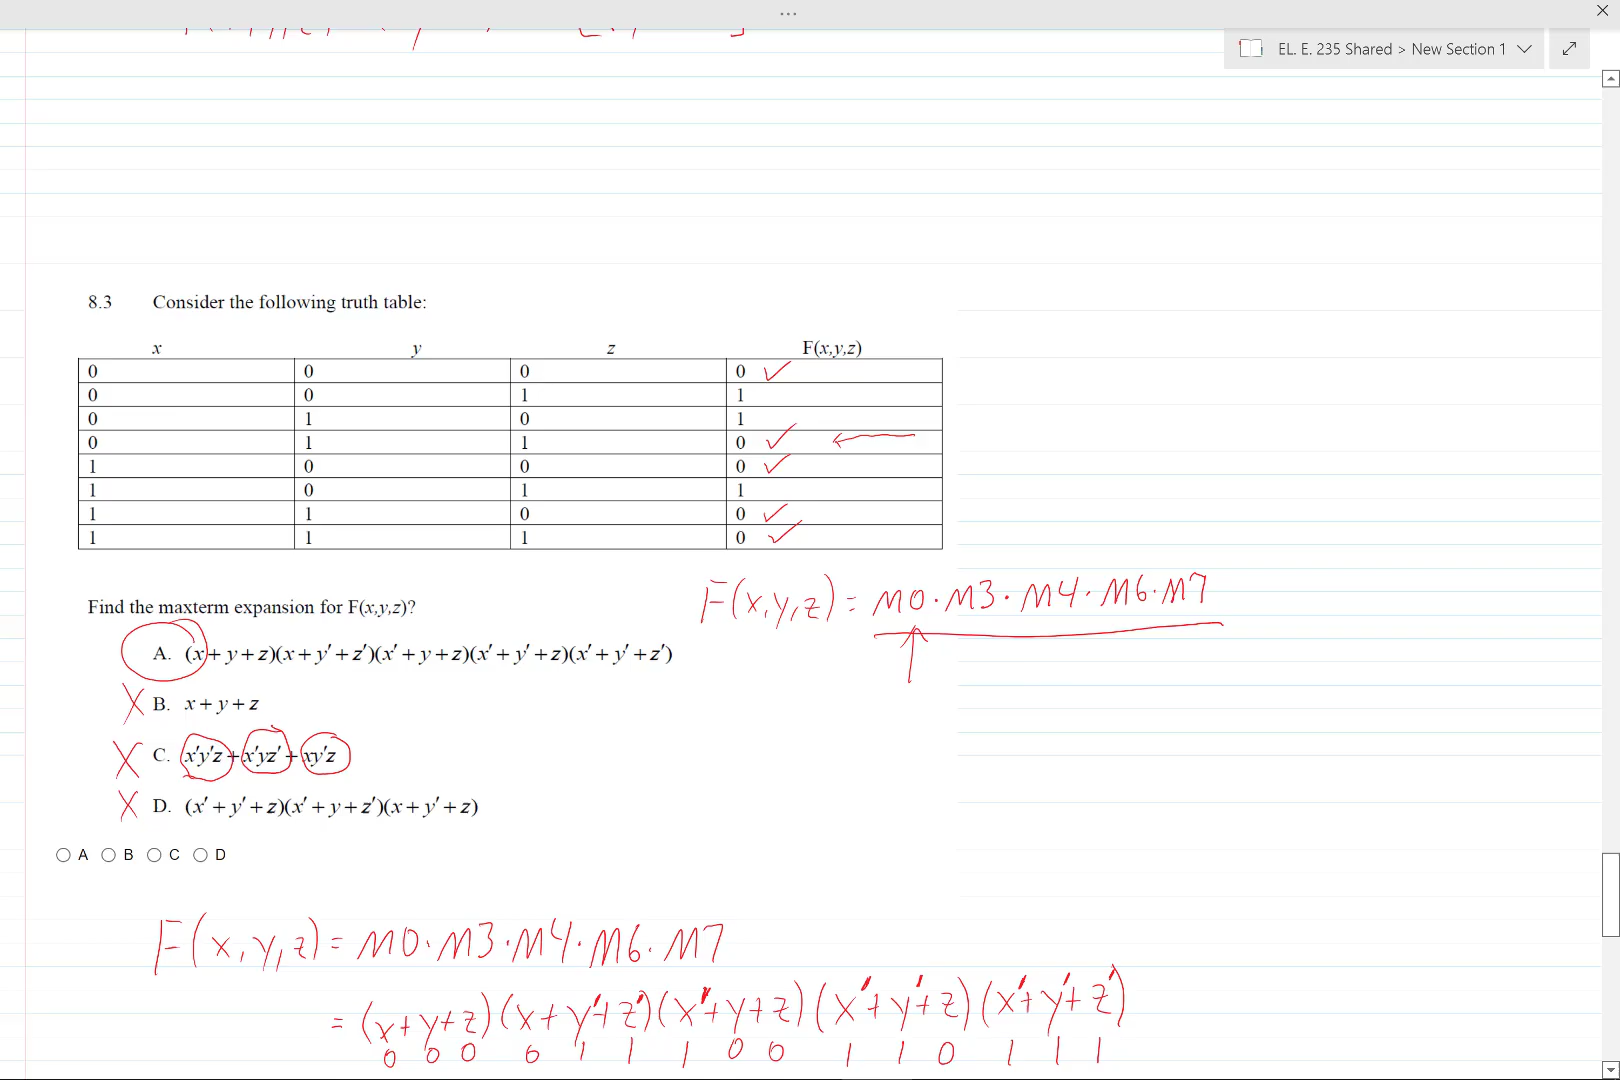 EL. E. 235 Shared > New Section 1
8.3 Consider the following truth table:
x y z F(x,y,z)
0 0 0 0 ✓
0 0 1 1
0 1 0 1
0 1 1 0 ✓ ←
1 0 0 0 ✓
1 0 1 1
1 1 0 0 ✓
1 1 1 0 ✓
F(x,y,z) = M0·M3·M4·M6·M7
Find the maxterm expansion for F(x,y,z)?
A. (x+y+z)(x+y′+z′)(x′+y+z)(x′+y′+z)(x′+y′+z′)
X B. x+y+z
X C. x′y′z+x′yz′+xy′z
X D. (x′+y′+z)(x′+y+z′)(x+y′+z)
A B C D
F(x,y,z) = M0·M3·M4·M6·M7
= (x+y+z)(x+y′+z′)(x′+y+z)(x′+y′+z)(x′+y′+z′)
0 0 0 0 1 1 1 0 0 1 1 0 1 1 1